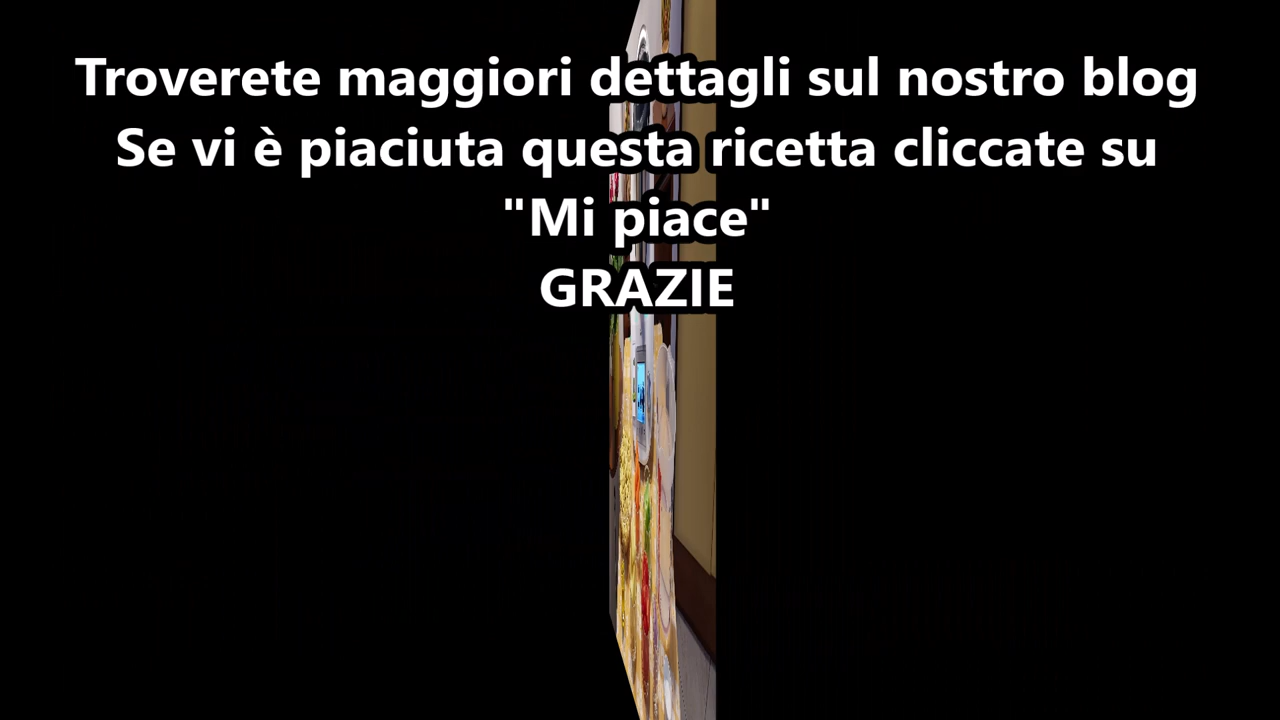 Troverete maggiori dettagli sul nostro blog
Se vi è piaciuta questa ricetta cliccate su
"Mi piace"
GRAZIE